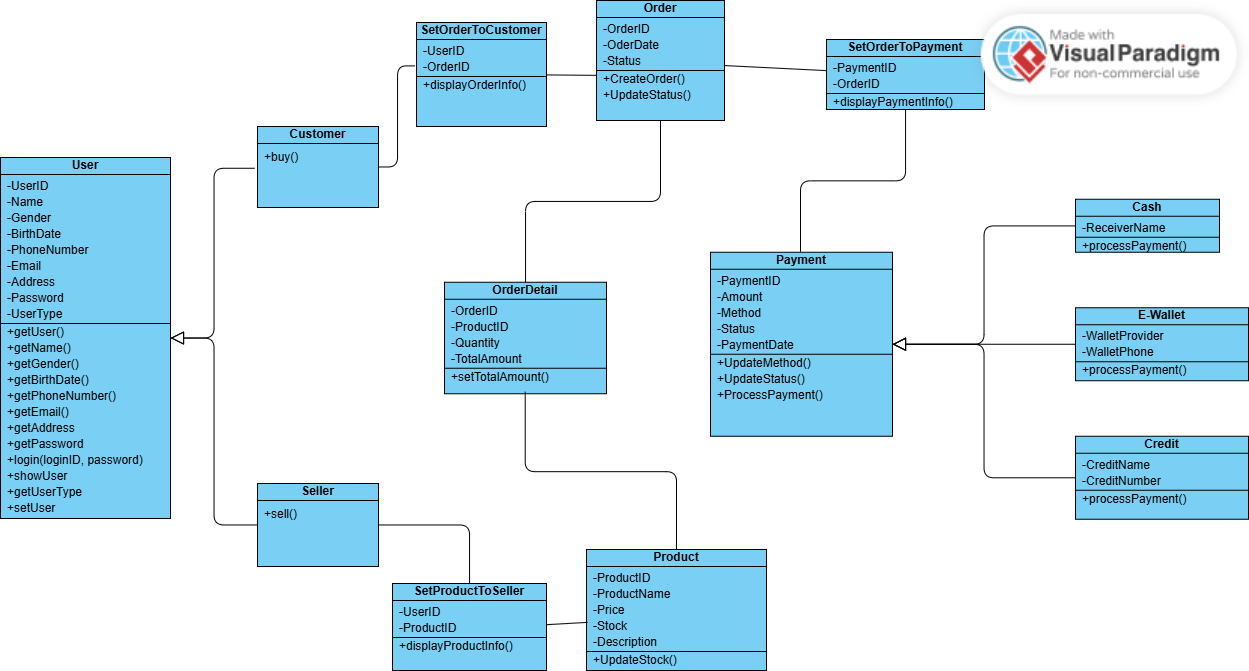 Order
-OrderID
-OderDate
-Status
+CreateOrder()
+UpdateStatus()
SetOrderToCustomer
-UserID
-OrderID
+displayOrderInfo()
SetOrderToPayment
-PaymentID
-OrderID
+displayPaymentInfo()
Made with
VisualParadigm
For non-commercial use
Customer
+buy()
User
-UserID
-Name
-Gender
-BirthDate
-PhoneNumber
-Email
-Address
-Password
-UserType
+getUser()
+getName()
+getGender()
+getBirthDate()
+getPhoneNumber()
+getEmail()
+getAddress
+getPassword
+login(loginID, password)
+showUser
+getUserType
+setUser
Cash
-ReceiverName
+processPayment()
Payment
-PaymentID
-Amount
-Method
-Status
-PaymentDate
+UpdateMethod()
+UpdateStatus()
+ProcessPayment()
OrderDetail
-OrderID
-ProductID
-Quantity
-TotalAmount
+setTotalAmount()
E-Wallet
-WalletProvider
-WalletPhone
+processPayment()
Credit
-CreditName
-CreditNumber
+processPayment()
Seller
+sell()
Product
-ProductID
-ProductName
-Price
-Stock
-Description
+UpdateStock()
SetProductToSeller
-UserID
-ProductID
+displayProductInfo()